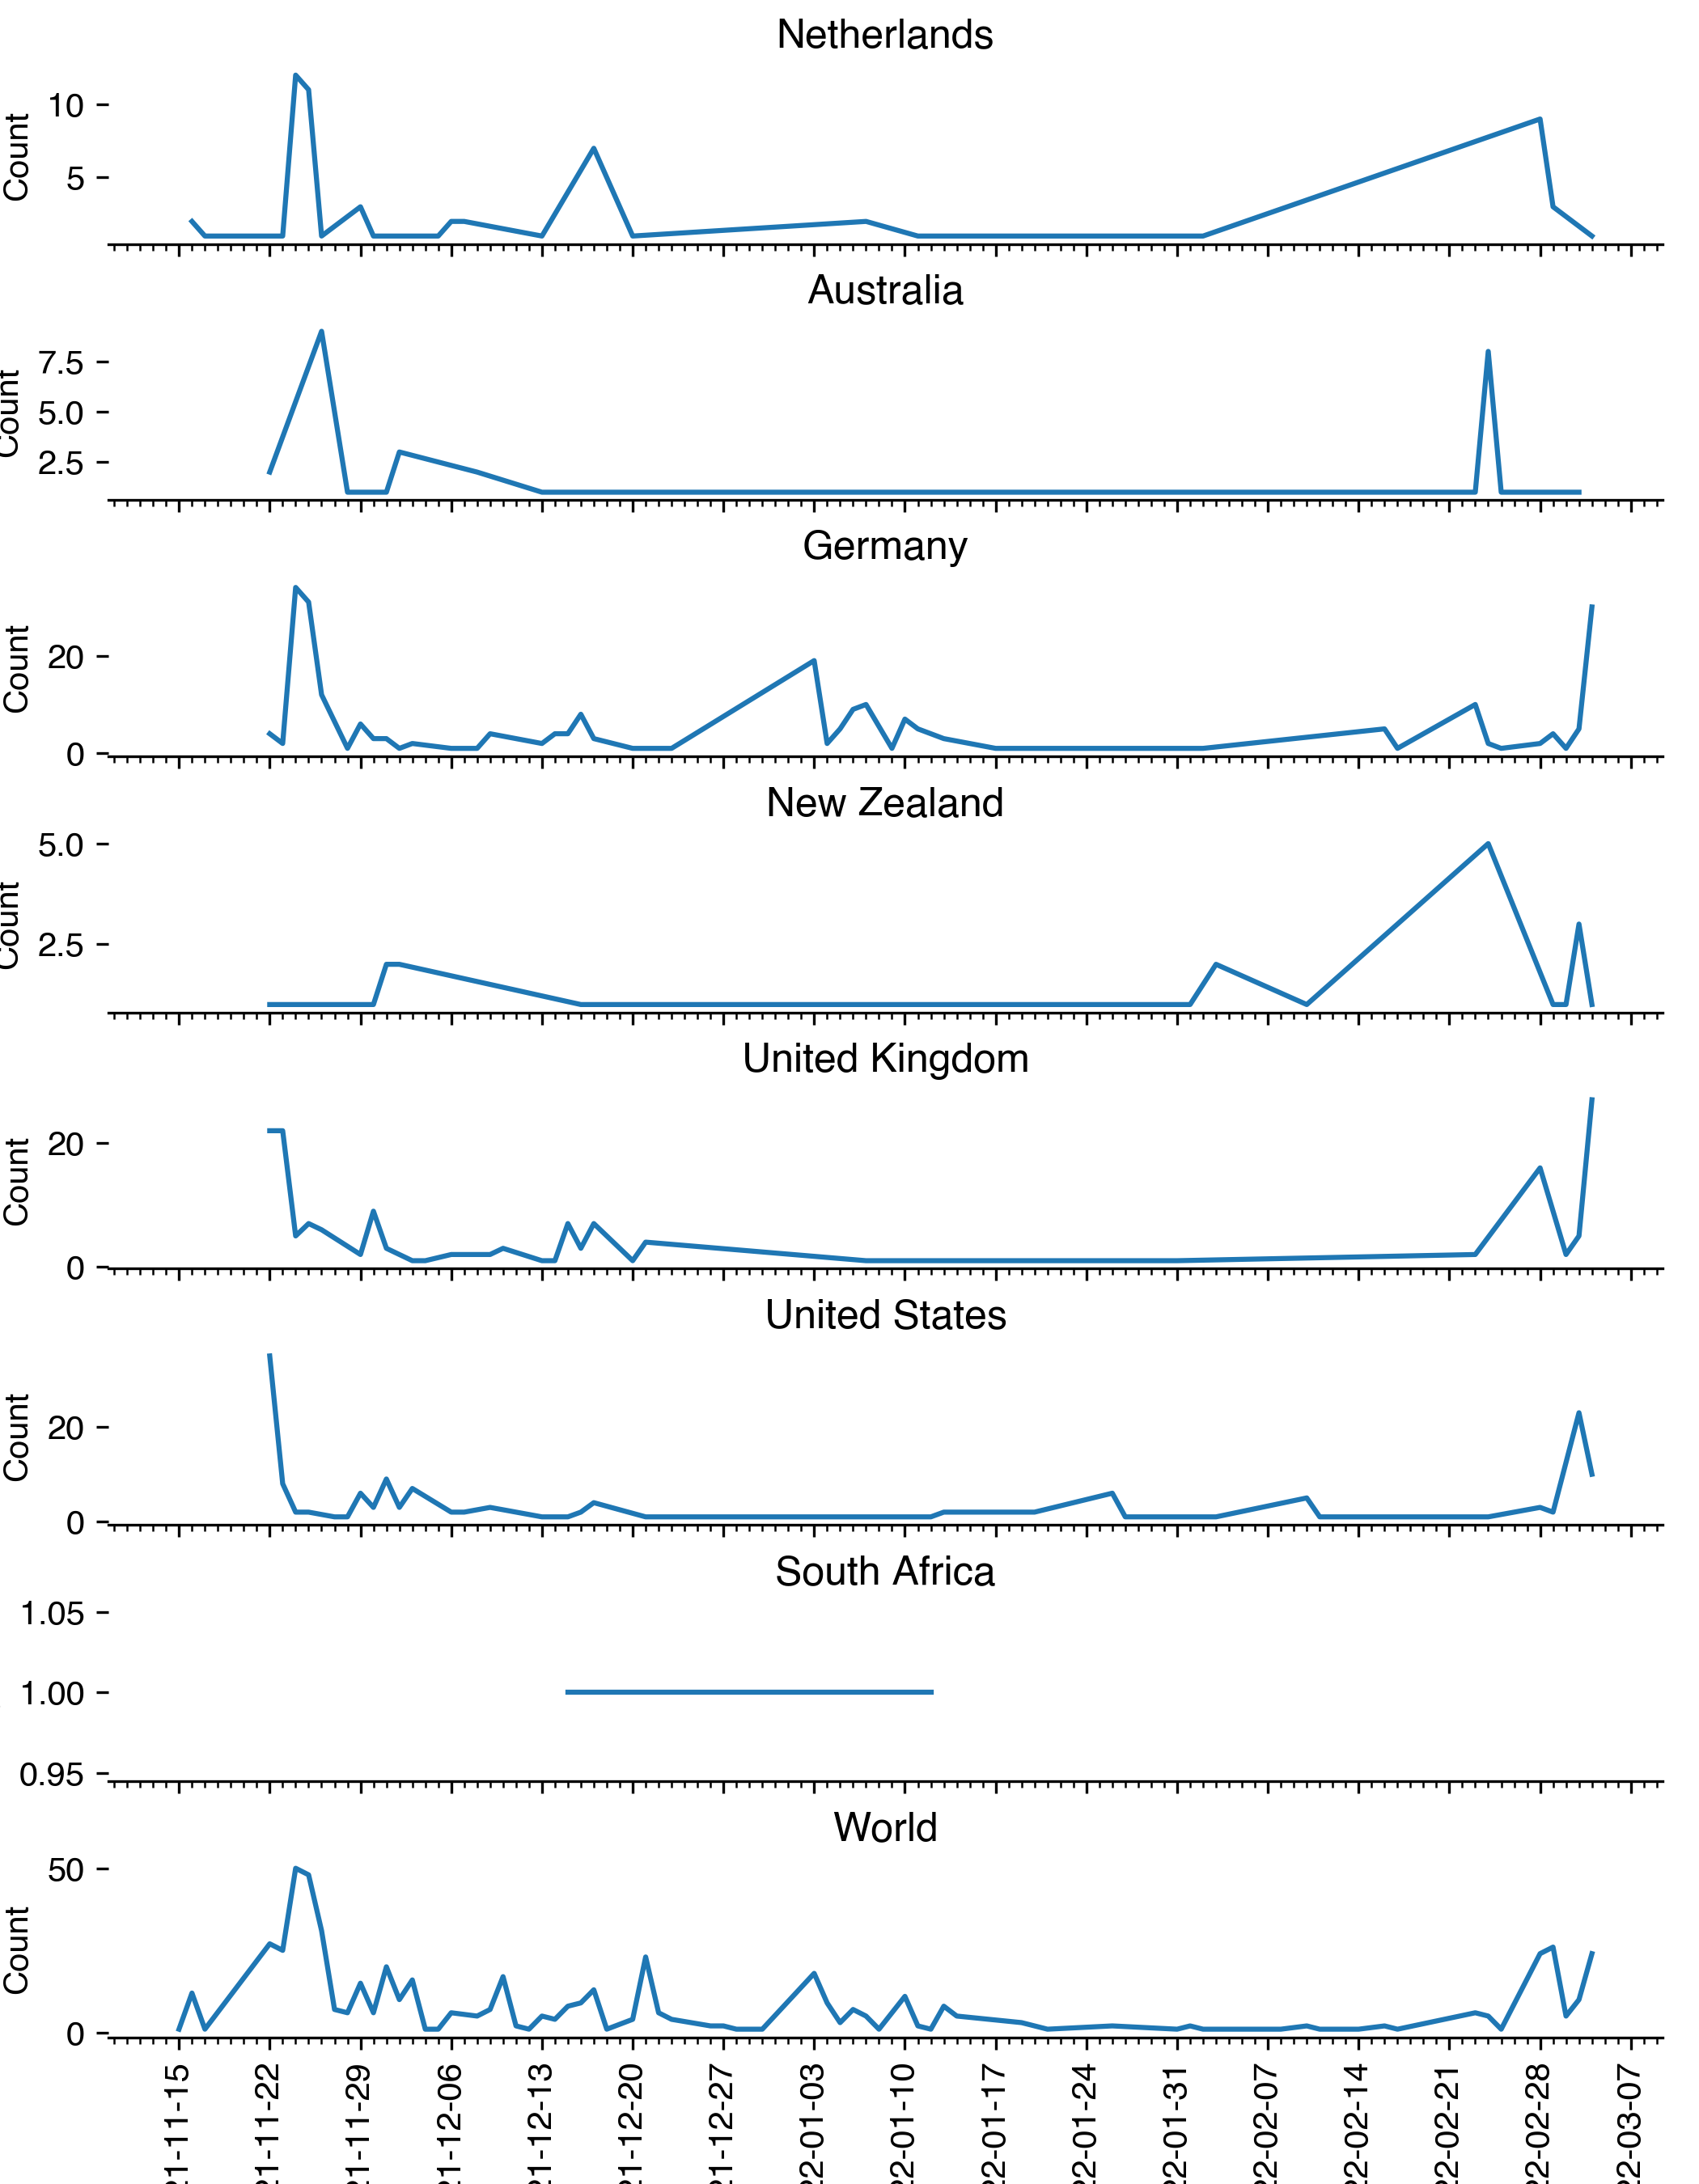 Netherlands
Count
10
5
Australia
Count
7.5
5.0
2.5
Germany
Count
20
0
New Zealand
Count
5.0
2.5
United Kingdom
Count
20
0
United States
Count
20
0
South Africa
1.05
1.00
0.95
World
Count
50
0
21-11-15
21-11-22
21-11-29
21-12-06
21-12-13
21-12-20
21-12-27
22-01-03
22-01-10
22-01-17
22-01-24
22-01-31
22-02-07
22-02-14
22-02-21
22-02-28
22-03-07